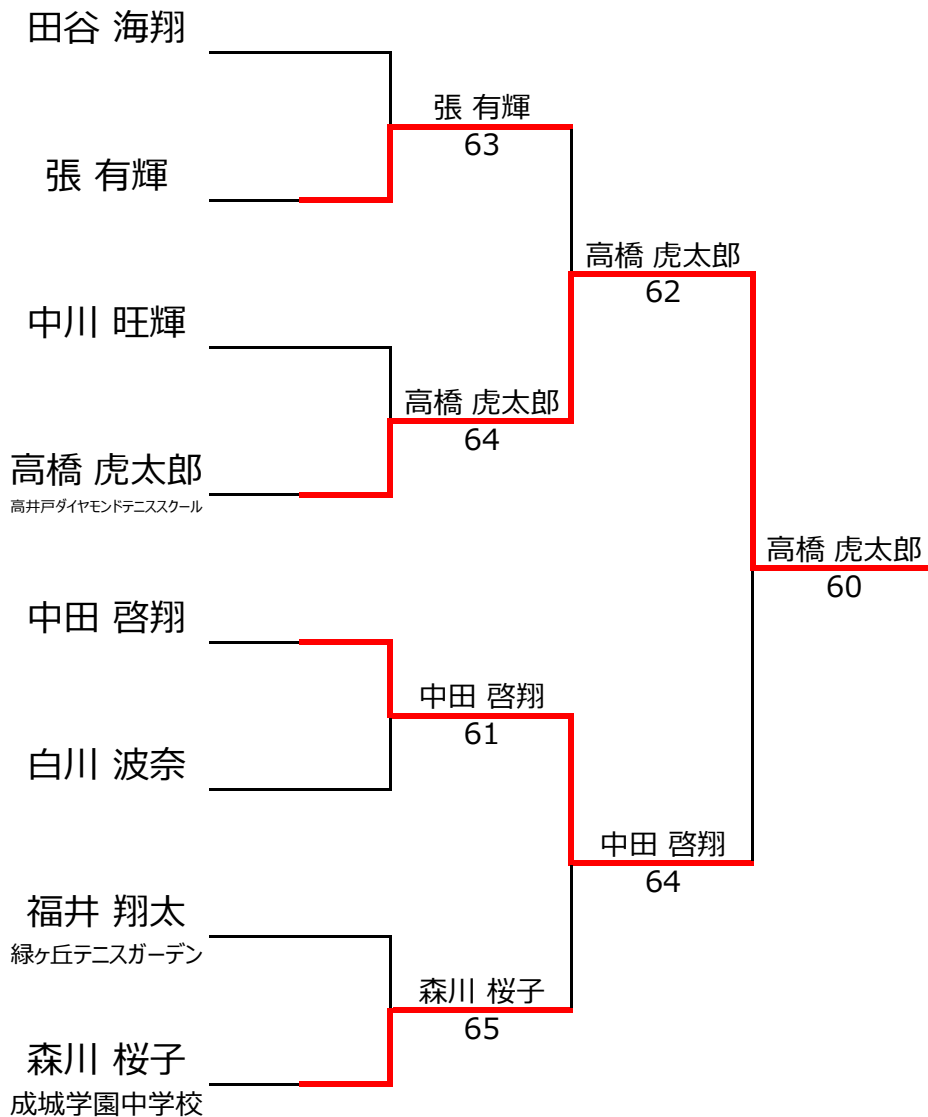 田谷 海翔
張 有輝
63
張 有輝
高橋 虎太郎
62
中川 旺輝
高橋 虎太郎
64
高橋 虎太郎
高井戸ダイヤモンドテニススクール
高橋 虎太郎
60
中田 啓翔
中田 啓翔
61
白川 波奈
中田 啓翔
64
福井 翔太
緑ヶ丘テニスガーデン
森川 桜子
65
森川 桜子
成城学園中学校